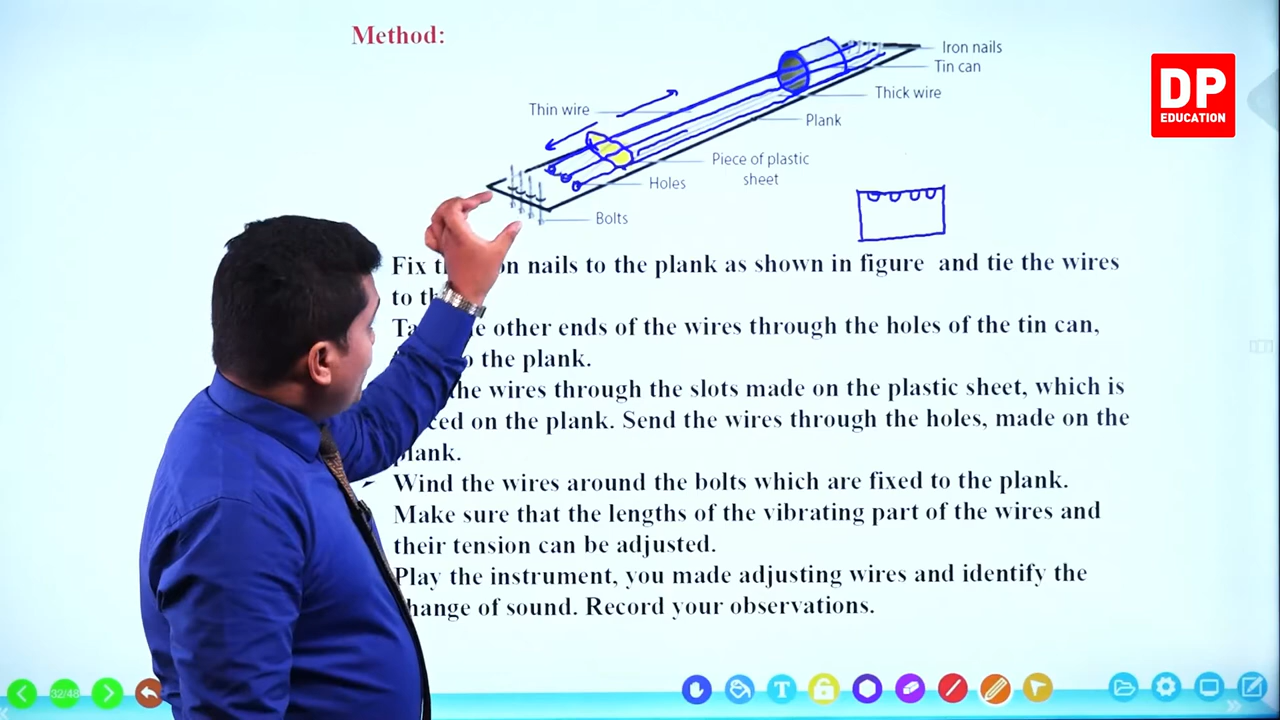 Method:
Iron nails
Tin can
Thick wire
Thin wire
Plank
Piece of plastic
sheet
Holes
Bolts
DP
EDUCATION
Fix nails to the plank as shown in figure and tie the wires
to
other ends of the wires through the holes of the tin can,
the plank.
the wires through the slots made on the plastic sheet, which is
on the plank. Send the wires through the holes, made on the
plank.
Wind the wires around the bolts which are fixed to the plank.
Make sure that the lengths of the vibrating part of the wires and
their tension can be adjusted.
Play the instrument, you made adjusting wires and identify the
change of sound. Record your observations.
32/48
T